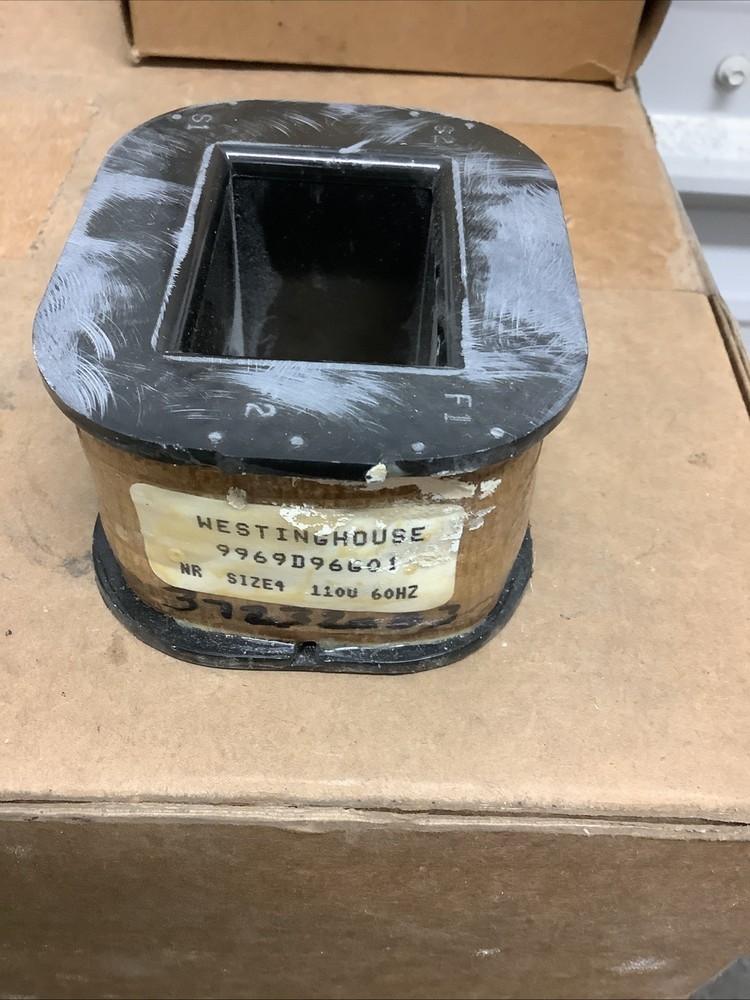 S1 S2
2 F1
WESTINGHOUSE
9969D96G01
NR SIZE4 110V 60HZ